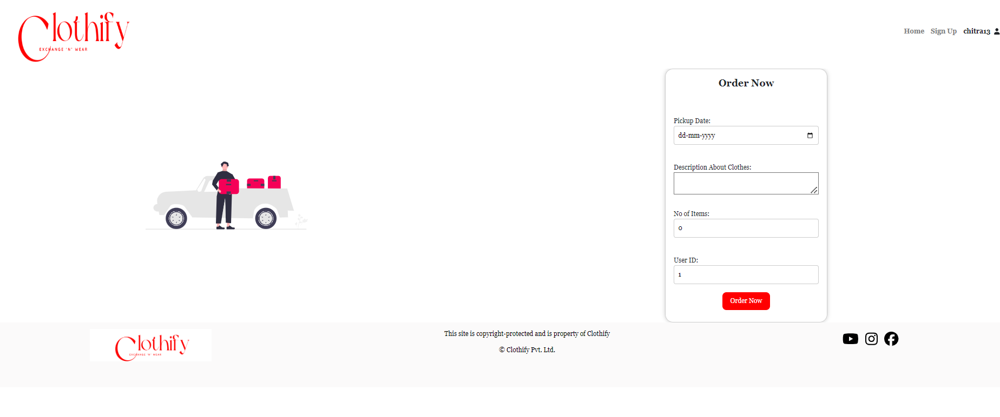 Clothify
EXCHANGE 'N' WEAR
Home Sign Up chitra13
Order Now
Pickup Date:
dd-mm-yyyy
Description About Clothes:
No of Items:
0
User ID:
1
Order Now
Clothify
EXCHANGE 'N' WEAR
This site is copyright-protected and is property of Clothify
© Clothify Pvt. Ltd.